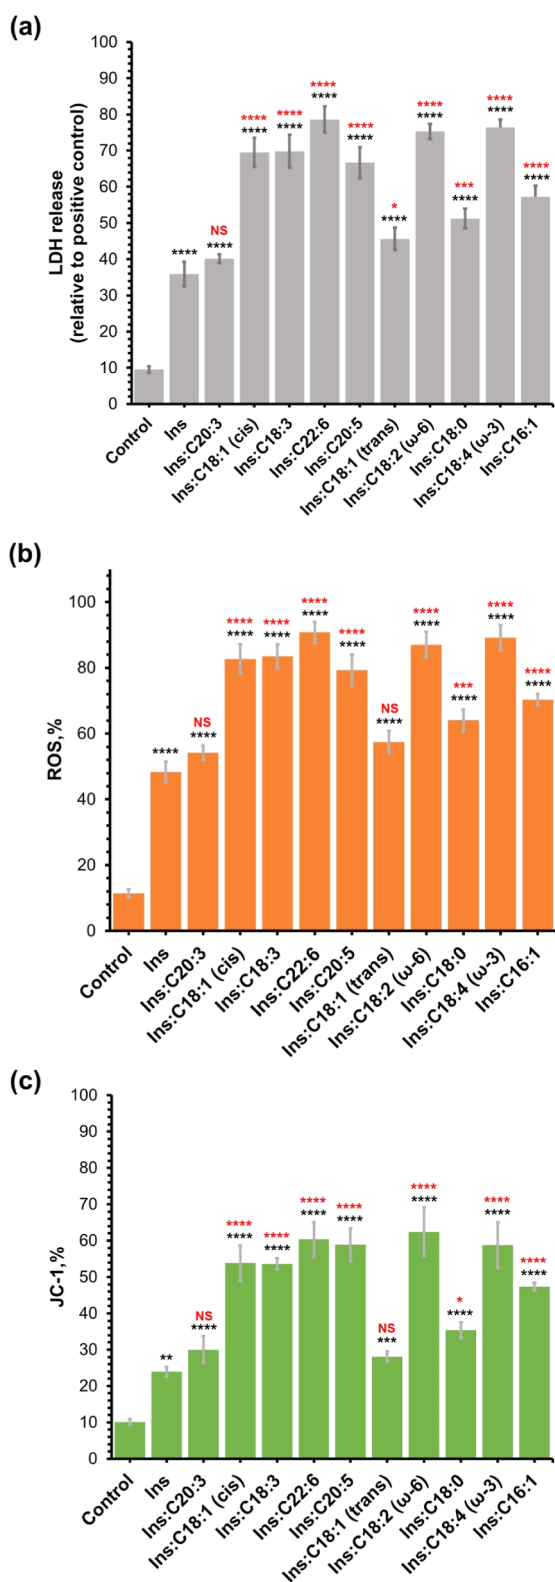 (a)
LDH release
(relative to positive control)
100
90
80
70
60
50
40
30
20
10
0
****
NS
****
****
****
****
****
****
****
****
****
*
****
****
****
***
****
****
****
****
****
Control
Ins
Ins:C20:3
Ins:C18:1 (cis)
Ins:C18:3
Ins:C22:6
Ins:C20:5
Ins:C18:1 (trans)
Ins:C18:2 (ω-6)
Ins:C18:0
Ins:C18:4 (ω-3)
Ins:C16:1
(b)
ROS,%
100
80
60
40
20
0
****
NS
****
****
****
****
****
****
****
****
****
NS
****
****
****
***
****
****
****
****
****
Control
Ins
Ins:C20:3
Ins:C18:1 (cis)
Ins:C18:3
Ins:C22:6
Ins:C20:5
Ins:C18:1 (trans)
Ins:C18:2 (ω-6)
Ins:C18:0
Ins:C18:4 (ω-3)
Ins:C16:1
(c)
JC-1,%
100
90
80
70
60
50
40
30
20
10
0
**
NS
****
****
****
****
****
****
****
****
****
NS
***
****
****
*
****
****
****
****
****
Control
Ins
Ins:C20:3
Ins:C18:1 (cis)
Ins:C18:3
Ins:C22:6
Ins:C20:5
Ins:C18:1 (trans)
Ins:C18:2 (ω-6)
Ins:C18:0
Ins:C18:4 (ω-3)
Ins:C16:1